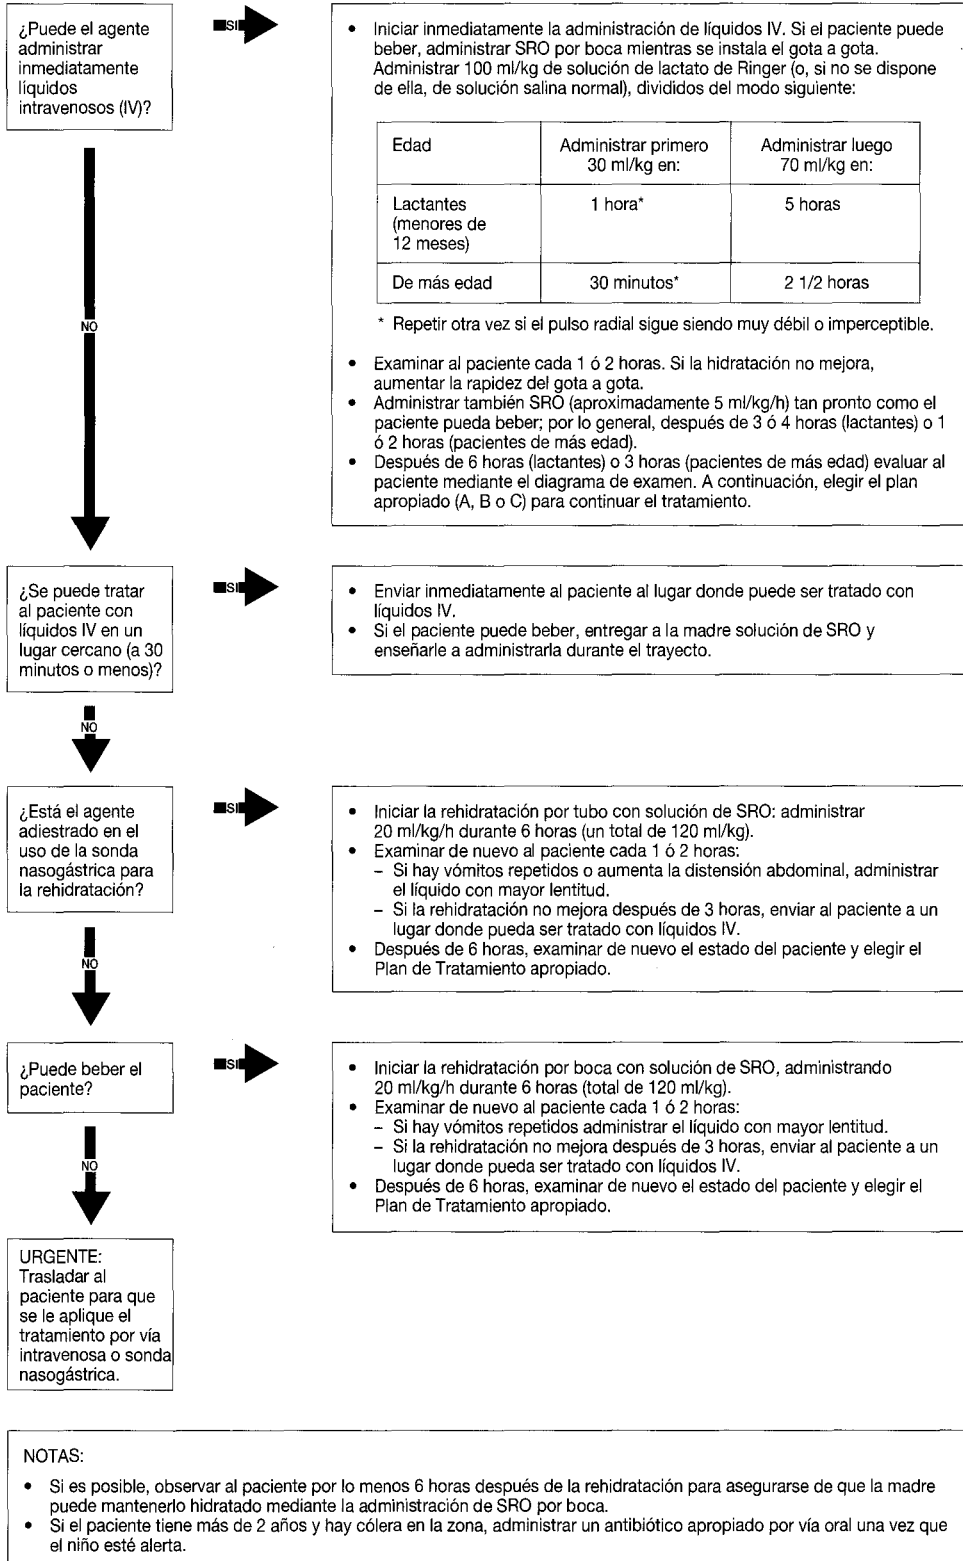 ¿Puede el agente
administrar
inmediatamente
líquidos
intravenosos (IV)?
SI
• Iniciar inmediatamente la administración de líquidos IV. Si el paciente puede
beber, administrar SRO por boca mientras se instala el gota a gota.
Administrar 100 ml/kg de solución de lactato de Ringer (o, si no se dispone
de ella, de solución salina normal), divididos del modo siguiente:
Edad
Administrar primero
30 ml/kg en:
Administrar luego
70 ml/kg en:
Lactantes
(menores de
12 meses)
1 hora*
5 horas
De más edad
30 minutos*
2 1/2 horas
* Repetir otra vez si el pulso radial sigue siendo muy débil o imperceptible.
• Examinar al paciente cada 1 ó 2 horas. Si la hidratación no mejora,
aumentar la rapidez del gota a gota.
• Administrar también SRO (aproximadamente 5 ml/kg/h) tan pronto como el
paciente pueda beber; por lo general, después de 3 ó 4 horas (lactantes) o 1
ó 2 horas (pacientes de más edad).
• Después de 6 horas (lactantes) o 3 horas (pacientes de más edad) evaluar al
paciente mediante el diagrama de examen. A continuación, elegir el plan
apropiado (A, B o C) para continuar el tratamiento.
NO
¿Se puede tratar
al paciente con
líquidos IV en un
lugar cercano (a 30
minutos o menos)?
SI
• Enviar inmediatamente al paciente al lugar donde puede ser tratado con
líquidos IV.
• Si el paciente puede beber, entregar a la madre solución de SRO y
enseñarle a administrarla durante el trayecto.
NO
¿Está el agente
adiestrado en el
uso de la sonda
nasogástrica para
la rehidratación?
SI
• Iniciar la rehidratación por tubo con solución de SRO: administrar
20 ml/kg/h durante 6 horas (un total de 120 ml/kg).
• Examinar de nuevo al paciente cada 1 ó 2 horas:
– Si hay vómitos repetidos o aumenta la distensión abdominal, administrar
el líquido con mayor lentitud.
– Si la rehidratación no mejora después de 3 horas, enviar al paciente a un
lugar donde pueda ser tratado con líquidos IV.
• Después de 6 horas, examinar de nuevo el estado del paciente y elegir el
Plan de Tratamiento apropiado.
NO
¿Puede beber el
paciente?
SI
• Iniciar la rehidratación por boca con solución de SRO, administrando
20 ml/kg/h durante 6 horas (total de 120 ml/kg).
• Examinar de nuevo al paciente cada 1 ó 2 horas:
– Si hay vómitos repetidos administrar el líquido con mayor lentitud.
– Si la rehidratación no mejora después de 3 horas, enviar al paciente a un
lugar donde pueda ser tratado con líquidos IV.
• Después de 6 horas, examinar de nuevo el estado del paciente y elegir el
Plan de Tratamiento apropiado.
NO
URGENTE:
Trasladar al
paciente para que
se le aplique el
tratamiento por vía
intravenosa o sonda
nasogástrica.
NOTAS:
• Si es posible, observar al paciente por lo menos 6 horas después de la rehidratación para asegurarse de que la madre
puede mantenerlo hidratado mediante la administración de SRO por boca.
• Si el paciente tiene más de 2 años y hay cólera en la zona, administrar un antibiótico apropiado por vía oral una vez que
el niño esté alerta.